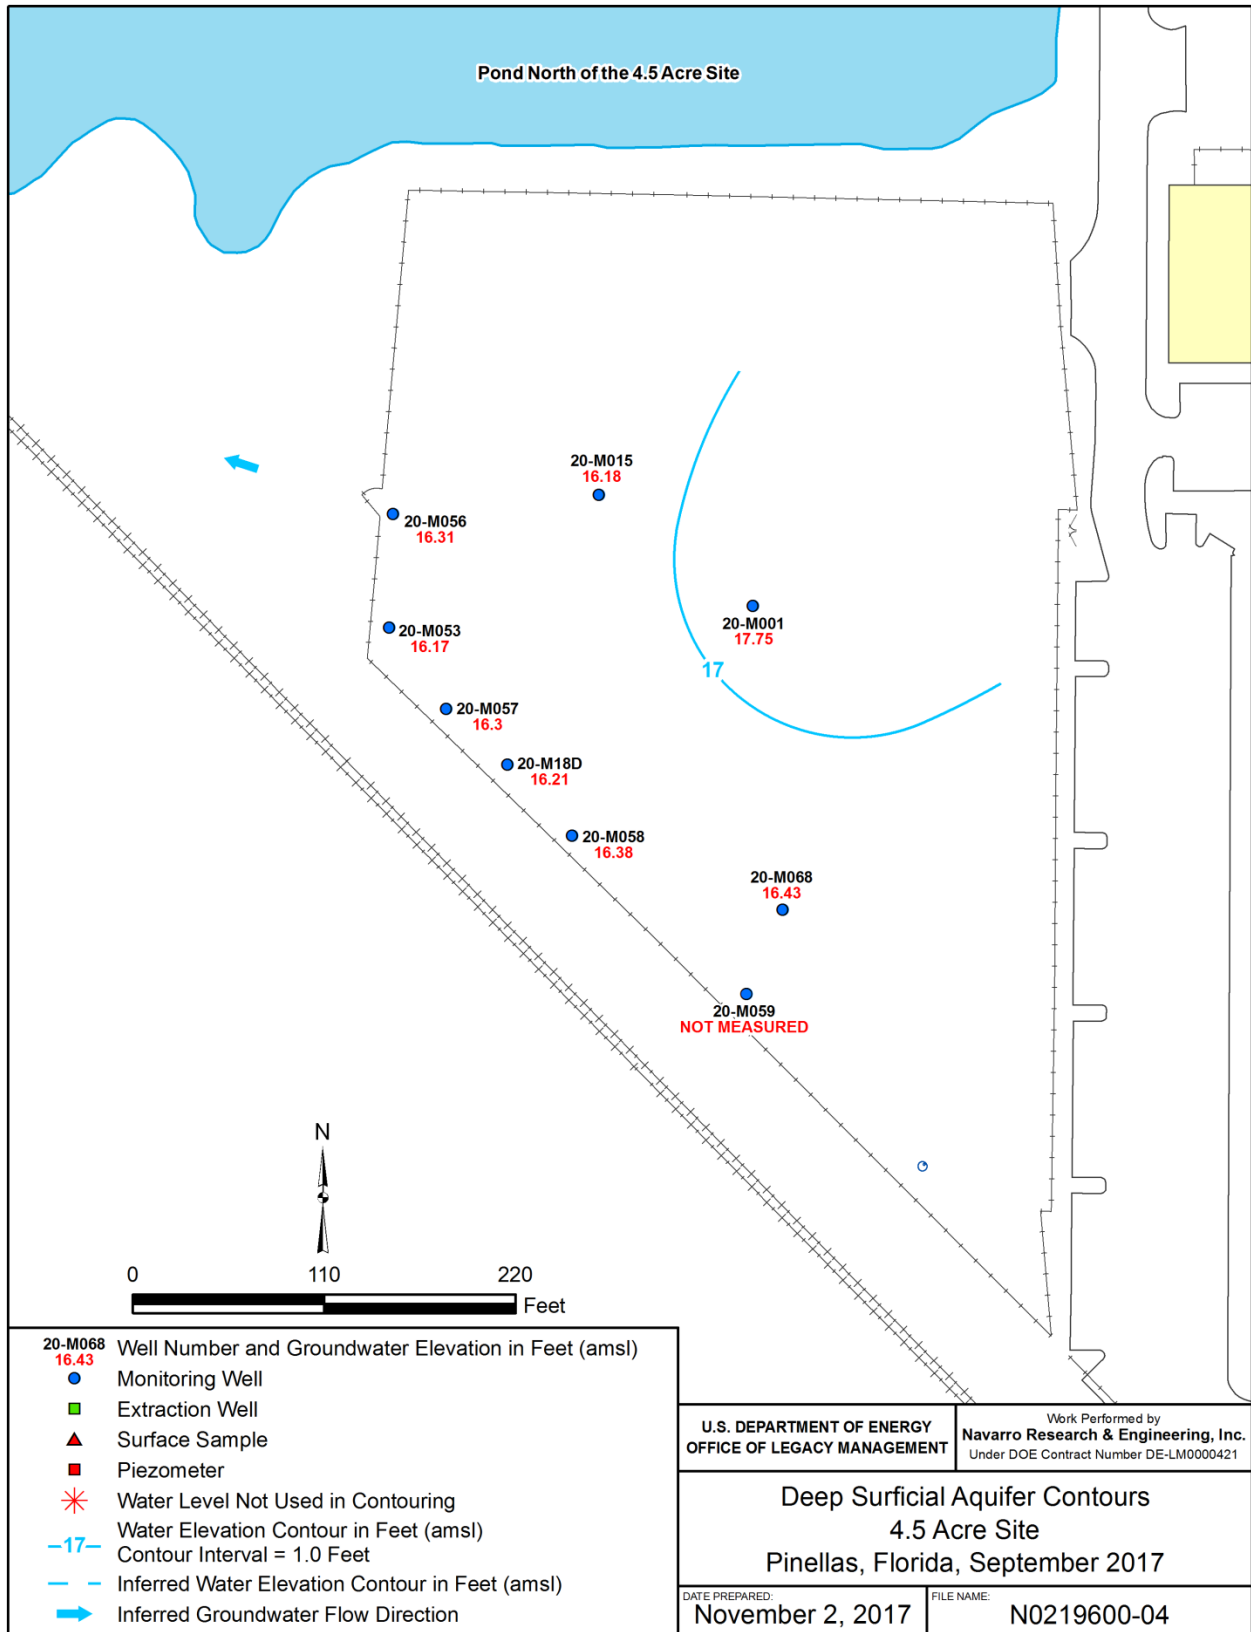 Pond North of the 4.5 Acre Site
20-M015
16.18
20-M056
16.31
20-M001
17.75
20-M053
16.17
17
20-M057
16.3
20-M18D
16.21
20-M058
16.38
20-M068
16.43
20-M059
NOT MEASURED
N
0 110 220
Feet
20-M068
16.43
Well Number and Groundwater Elevation in Feet (amsl)
Monitoring Well
Extraction Well
Surface Sample
Piezometer
Water Level Not Used in Contouring
17
Water Elevation Contour in Feet (amsl)
Contour Interval = 1.0 Feet
Inferred Water Elevation Contour in Feet (amsl)
Inferred Groundwater Flow Direction
U.S. DEPARTMENT OF ENERGY
OFFICE OF LEGACY MANAGEMENT
Work Performed by
Navarro Research & Engineering, Inc.
Under DOE Contract Number DE-LM0000421
Deep Surficial Aquifer Contours
4.5 Acre Site
Pinellas, Florida, September 2017
DATE PREPARED:
November 2, 2017
FILE NAME:
N0219600-04